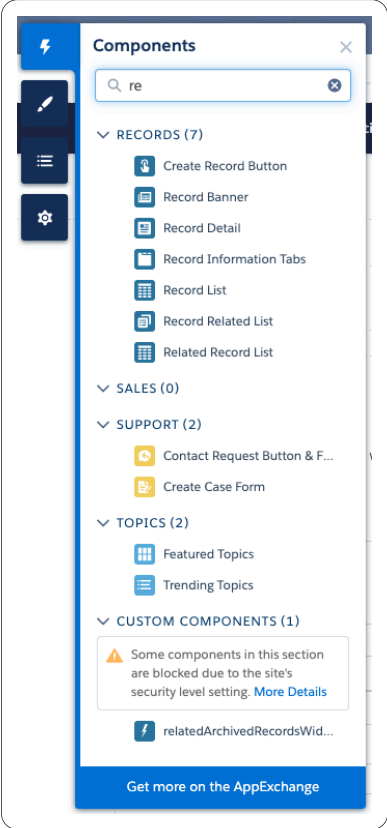 Components
re
RECORDS (7)
Create Record Button
Record Banner
Record Detail
Record Information Tabs
Record List
Record Related List
Related Record List
SALES (0)
SUPPORT (2)
Contact Request Button & F...
Create Case Form
TOPICS (2)
Featured Topics
Trending Topics
CUSTOM COMPONENTS (1)
Some components in this section
are blocked due to the site's
security level setting. More Details
relatedArchivedRecordsWid...
Get more on the AppExchange